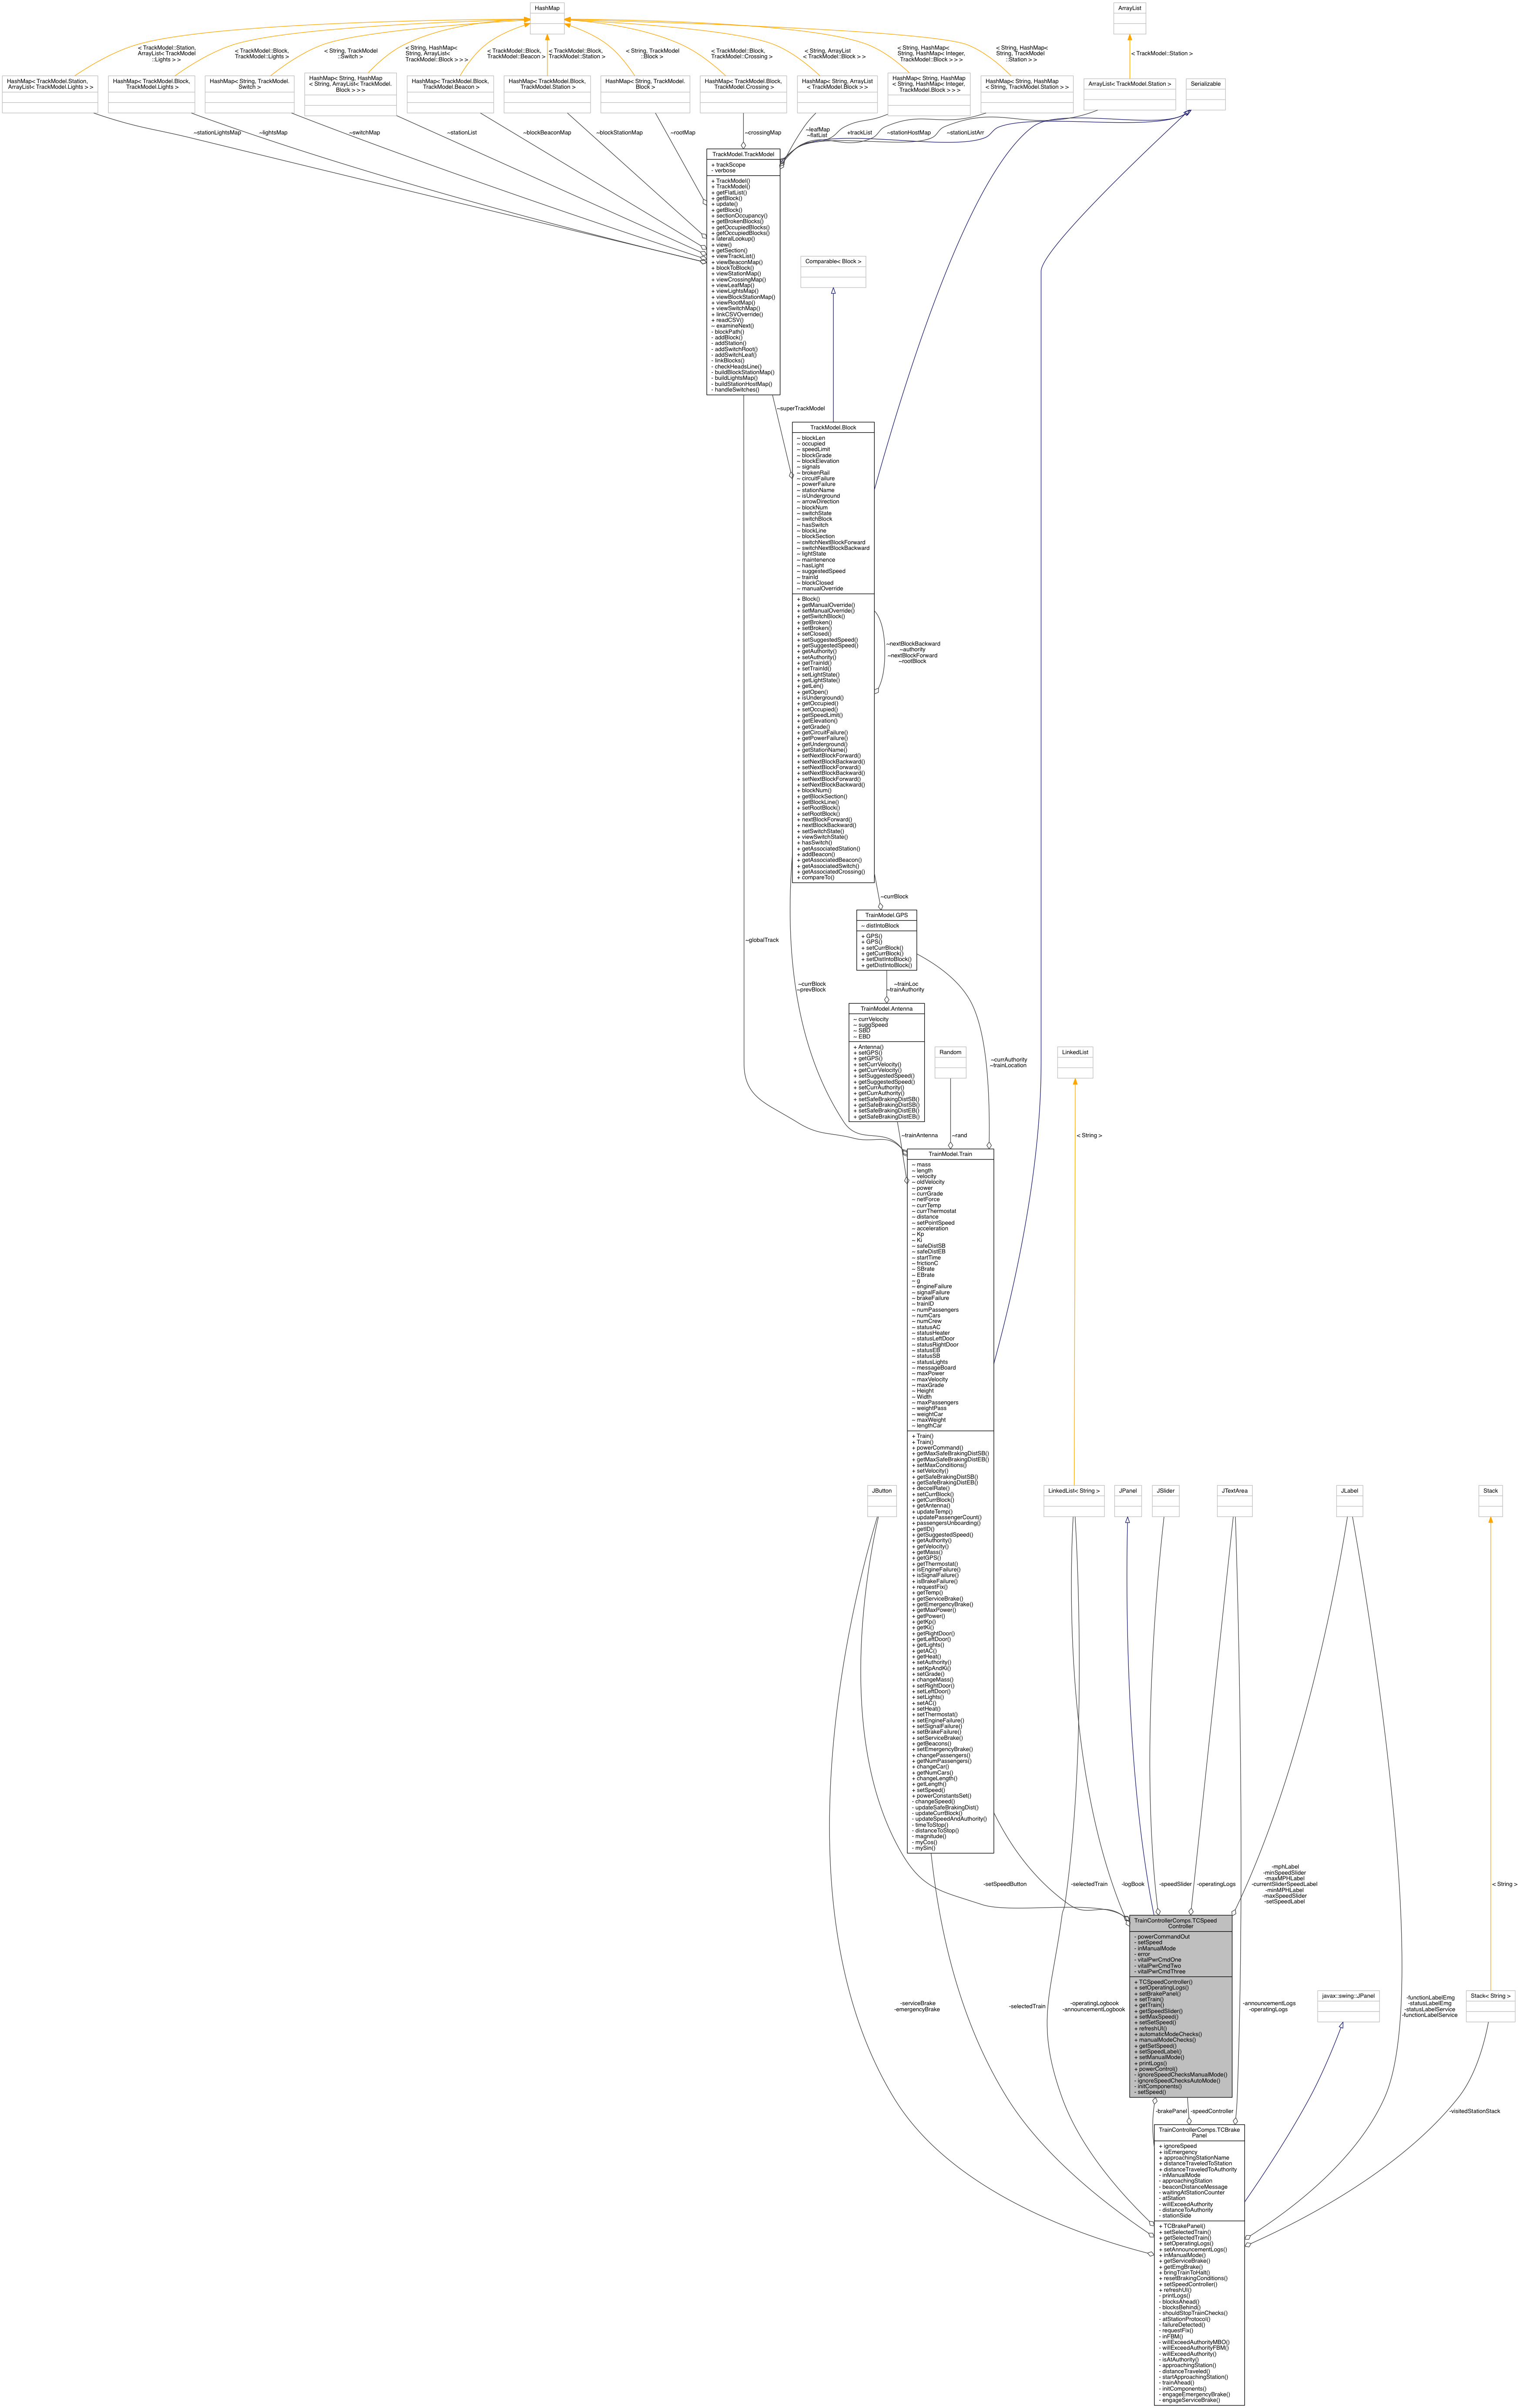 HashMap
ArrayList
< TrackModel::Station,
ArrayList< TrackModel
::Lights > >
< TrackModel::Block,
TrackModel::Lights >
< String, TrackModel
::Switch >
< String, HashMap<
String, ArrayList<
TrackModel::Block > > >
< TrackModel::Block,
TrackModel::Beacon >
< TrackModel::Block,
TrackModel::Station >
< String, TrackModel
::Block >
< TrackModel::Block,
TrackModel::Crossing >
< String, ArrayList
< TrackModel::Block > >
< String, HashMap<
String, HashMap< Integer,
TrackModel::Block > > >
< String, HashMap<
String, TrackModel
::Station > >
< TrackModel::Station >
HashMap< TrackModel.Station,
ArrayList< TrackModel.Lights > >
HashMap< TrackModel.Block,
TrackModel.Lights >
HashMap< String, TrackModel.
Switch >
HashMap< String, HashMap
< String, ArrayList< TrackModel.
Block > > >
HashMap< TrackModel.Block,
TrackModel.Beacon >
HashMap< TrackModel.Block,
TrackModel.Station >
HashMap< String, TrackModel.
Block >
HashMap< TrackModel.Block,
TrackModel.Crossing >
HashMap< String, ArrayList
< TrackModel.Block > >
HashMap< String, HashMap
< String, HashMap< Integer,
TrackModel.Block > > >
HashMap< String, HashMap
< String, TrackModel.Station > >
ArrayList< TrackModel.Station >
Serializable
~stationLightsMap
~lightsMap
~switchMap
~stationList
~blockBeaconMap
~blockStationMap
~rootMap
~crossingMap
~leafMap
~flatList
+trackList
~stationHostMap
~stationListArr
TrackModel.TrackModel
+ trackScope
- verbose
+ TrackModel()
+ TrackModel()
+ getFlatList()
+ getBlock()
+ update()
+ getBlock()
+ sectionOccupancy()
+ getBrokenBlocks()
+ getOccupiedBlocks()
+ getOccupiedBlocks()
+ lateralLookup()
+ view()
+ getSection()
+ viewTrackList()
+ viewBeaconMap()
+ blockToBlock()
+ viewStationMap()
+ viewCrossingMap()
+ viewLeafMap()
+ viewLightsMap()
+ viewBlockStationMap()
+ viewRootMap()
+ viewSwitchMap()
+ linkCSVOverride()
+ readCSV()
~ examineNext()
- blockPath()
- addBlock()
- addStation()
- addSwitchRoot()
- addSwitchLeaf()
- linkBlocks()
- checkHeadsLine()
- buildBlockStationMap()
- buildLightsMap()
- buildStationHostMap()
- handleSwitches()
Comparable< Block >
~superTrackModel
TrackModel.Block
~ blockLen
~ occupied
~ speedLimit
~ blockGrade
~ blockElevation
~ signals
~ brokenRail
~ circuitFailure
~ powerFailure
~ stationName
~ isUnderground
~ arrowDirection
~ blockNum
~ switchState
~ switchBlock
~ hasSwitch
~ blockLine
~ blockSection
~ switchNextBlockForward
~ switchNextBlockBackward
~ lightState
~ maintenence
~ hasLight
~ suggestedSpeed
~ trainId
~ blockClosed
~ manualOverride
+ Block()
+ getManualOverride()
+ setManualOverride()
+ getSwitchBlock()
+ getBroken()
+ setBroken()
+ setClosed()
+ setSuggestedSpeed()
+ getSuggestedSpeed()
+ getAuthority()
+ setAuthority()
+ getTrainId()
+ setTrainId()
+ setLightState()
+ getLightState()
+ getLen()
+ getOpen()
+ isUnderground()
+ getOccupied()
+ setOccupied()
+ getSpeedLimit()
+ getElevation()
+ getGrade()
+ getCircuitFailure()
+ getPowerFailure()
+ getUnderground()
+ getStationName()
+ setNextBlockForward()
+ setNextBlockBackward()
+ setNextBlockForward()
+ setNextBlockBackward()
+ setNextBlockForward()
+ setNextBlockBackward()
+ blockNum()
+ getBlockSection()
+ getBlockLine()
+ setRootBlock()
+ setRootBlock()
+ nextBlockForward()
+ nextBlockBackward()
+ setSwitchState()
+ viewSwitchState()
+ hasSwitch()
+ getAssociatedStation()
+ addBeacon()
+ getAssociatedBeacon()
+ getAssociatedSwitch()
+ getAssociatedCrossing()
+ compareTo()
~nextBlockBackward
~authority
~nextBlockForward
~rootBlock
~currBlock
TrainModel.GPS
~ distIntoBlock
+ GPS()
+ GPS()
+ setCurrBlock()
+ getCurrBlock()
+ setDistIntoBlock()
+ getDistIntoBlock()
~globalTrack
~currBlock
~prevBlock
~trainLoc
~trainAuthority
TrainModel.Antenna
~ currVelocity
~ suggSpeed
~ SBD
~ EBD
+ Antenna()
+ setGPS()
+ getGPS()
+ setCurrVelocity()
+ getCurrVelocity()
+ setSuggestedSpeed()
+ getSuggestedSpeed()
+ setCurrAuthority()
+ getCurrAuthority()
+ setSafeBrakingDistSB()
+ getSafeBrakingDistSB()
+ setSafeBrakingDistEB()
+ getSafeBrakingDistEB()
Random
~currAuthority
~trainLocation
LinkedList
~trainAntenna
~rand
< String >
TrainModel.Train
~ mass
~ length
~ velocity
~ oldVelocity
~ power
~ currGrade
~ netForce
~ currTemp
~ currThermostat
~ distance
~ setPointSpeed
~ acceleration
~ Kp
~ Ki
~ safeDistSB
~ safeDistEB
~ startTime
~ frictionC
~ SBrate
~ EBrate
~ g
~ engineFailure
~ signalFailure
~ brakeFailure
~ trainID
~ numPassengers
~ numCars
~ numCrew
~ statusAC
~ statusHeater
~ statusLeftDoor
~ statusRightDoor
~ statusEB
~ statusSB
~ statusLights
~ messageBoard
~ maxPower
~ maxVelocity
~ maxGrade
~ Height
~ Width
~ maxPassengers
~ weightPass
~ weightCar
~ maxWeight
~ lengthCar
+ Train()
+ Train()
+ powerCommand()
+ getMaxSafeBrakingDistSB()
+ getMaxSafeBrakingDistEB()
+ setMaxConditions()
+ setVelocity()
+ getSafeBrakingDistSB()
+ getSafeBrakingDistEB()
+ deccelRate()
+ setCurrBlock()
+ getCurrBlock()
+ getAntenna()
+ updateTemp()
+ updatePassengerCount()
+ passengersUnboarding()
+ getID()
+ getSuggestedSpeed()
+ getAuthority()
+ getVelocity()
+ getMass()
+ getGPS()
+ getThermostat()
+ isEngineFailure()
+ isSignalFailure()
+ isBrakeFailure()
+ requestFix()
+ getTemp()
+ getServiceBrake()
+ getEmergencyBrake()
+ getMaxPower()
+ getPower()
+ getKp()
+ getKi()
+ getRightDoor()
+ getLeftDoor()
+ getLights()
+ getAC()
+ getHeat()
+ setAuthority()
+ setKpAndKi()
+ setGrade()
+ changeMass()
+ setRightDoor()
+ setLeftDoor()
+ setLights()
+ setAC()
+ setHeat()
+ setThermostat()
+ setEngineFailure()
+ setSignalFailure()
+ setBrakeFailure()
+ setServiceBrake()
+ getBeacons()
+ setEmergencyBrake()
+ changePassengers()
+ getNumPassengers()
+ changeCar()
+ getNumCars()
+ changeLength()
+ getLength()
+ setSpeed()
+ powerConstantsSet()
- changeSpeed()
- updateSafeBrakingDist()
- updateCurrBlock()
- updateSpeedAndAuthority()
- timeToStop()
- distanceToStop()
- magnitude()
- myCos()
- mySin()
JButton
LinkedList< String >
JPanel
JSlider
JTextArea
JLabel
Stack
-setSpeedButton
-selectedTrain
-logBook
-speedSlider
-operatingLogs
-mphLabel
-minSpeedSlider
-maxMPHLabel
-currentSliderSpeedLabel
-minMPHLabel
-maxSpeedSlider
-setSpeedLabel
< String >
TrainControllerComps.TCSpeed
Controller
- powerCommandOut
- setSpeed
- inManualMode
- error
- vitalPwrCmdOne
- vitalPwrCmdTwo
- vitalPwrCmdThree
+ TCSpeedController()
+ setOperatingLogs()
+ setBrakePanel()
+ setTrain()
+ getTrain()
+ getSpeedSlider()
+ setMaxSpeed()
+ setSetSpeed()
+ refreshUI()
+ automaticModeChecks()
+ manualModeChecks()
+ getSetSpeed()
+ setSpeedLabel()
+ setManualMode()
+ printLogs()
+ powerControl()
- ignoreSpeedChecksManualMode()
- ignoreSpeedChecksAutoMode()
- initComponents()
- setSpeed()
-serviceBrake
-emergencyBrake
-selectedTrain
-operatingLogbook
-announcementLogbook
-announcementLogs
-operatingLogs
javax::swing::JPanel
-functionLabelEmg
-statusLabelEmg
-statusLabelService
-functionLabelService
Stack< String >
-brakePanel
-speedController
-visitedStationStack
TrainControllerComps.TCBrake
Panel
+ ignoreSpeed
+ isEmergency
+ approachingStationName
+ distanceTraveledToStation
+ distanceTraveledToAuthority
- inManualMode
- approachingStation
- beaconDistanceMessage
- waitingAtStationCounter
- atStation
- willExceedAuthority
- distanceToAuthority
- stationSide
+ TCBrakePanel()
+ setSelectedTrain()
+ getSelectedTrain()
+ setOperatingLogs()
+ setAnnouncementLogs()
+ inManualMode()
+ getServiceBrake()
+ getEmgBrake()
+ bringTrainToHalt()
+ resetBrakingConditions()
+ setSpeedController()
+ refreshUI()
- printLogs()
- blocksAhead()
- blocksBehind()
- shouldStopTrainChecks()
- atStationProtocol()
- failureDetected()
- requestFix()
- inFBM()
- willExceedAuthorityMBO()
- willExceedAuthorityFBM()
- willExceedAuthority()
- isAtAuthority()
- approachingStation()
- distanceTraveled()
- startApproachingStation()
- trainAhead()
- initComponents()
- engageEmergencyBrake()
- engageServiceBrake()